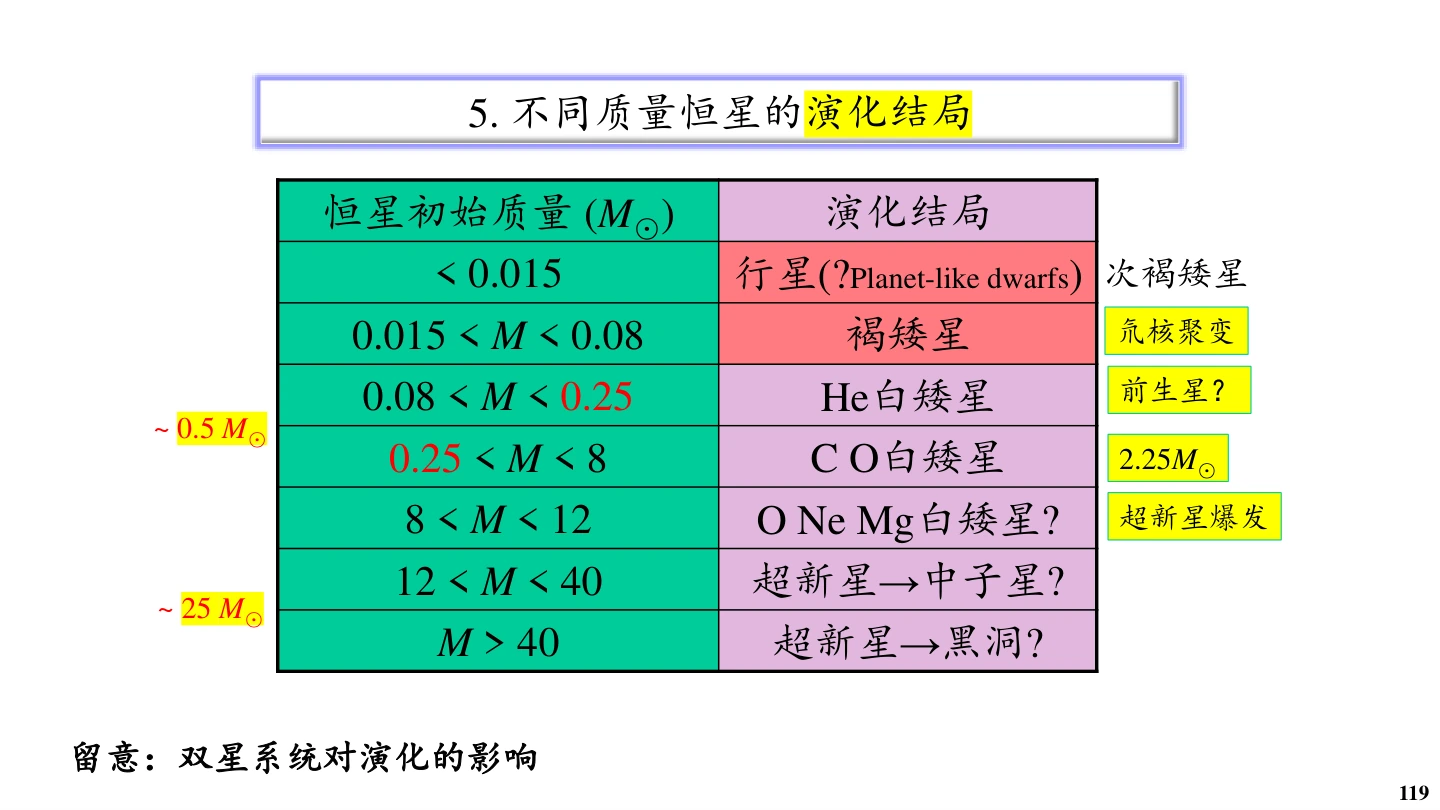 5. 不同质量恒星的演化结局
恒星初始质量 (M☉) 演化结局
< 0.015 行星(?Planet-like dwarfs) 次褐矮星
0.015 < M < 0.08 褐矮星 氘核聚变
0.08 < M < 0.25 He白矮星 前生星?
~ 0.5 M☉
0.25 < M < 8 C O白矮星 2.25M☉
8 < M < 12 O Ne Mg白矮星? 超新星爆发
12 < M < 40 超新星→中子星?
~ 25 M☉
M > 40 超新星→黑洞?
留意：双星系统对演化的影响
119